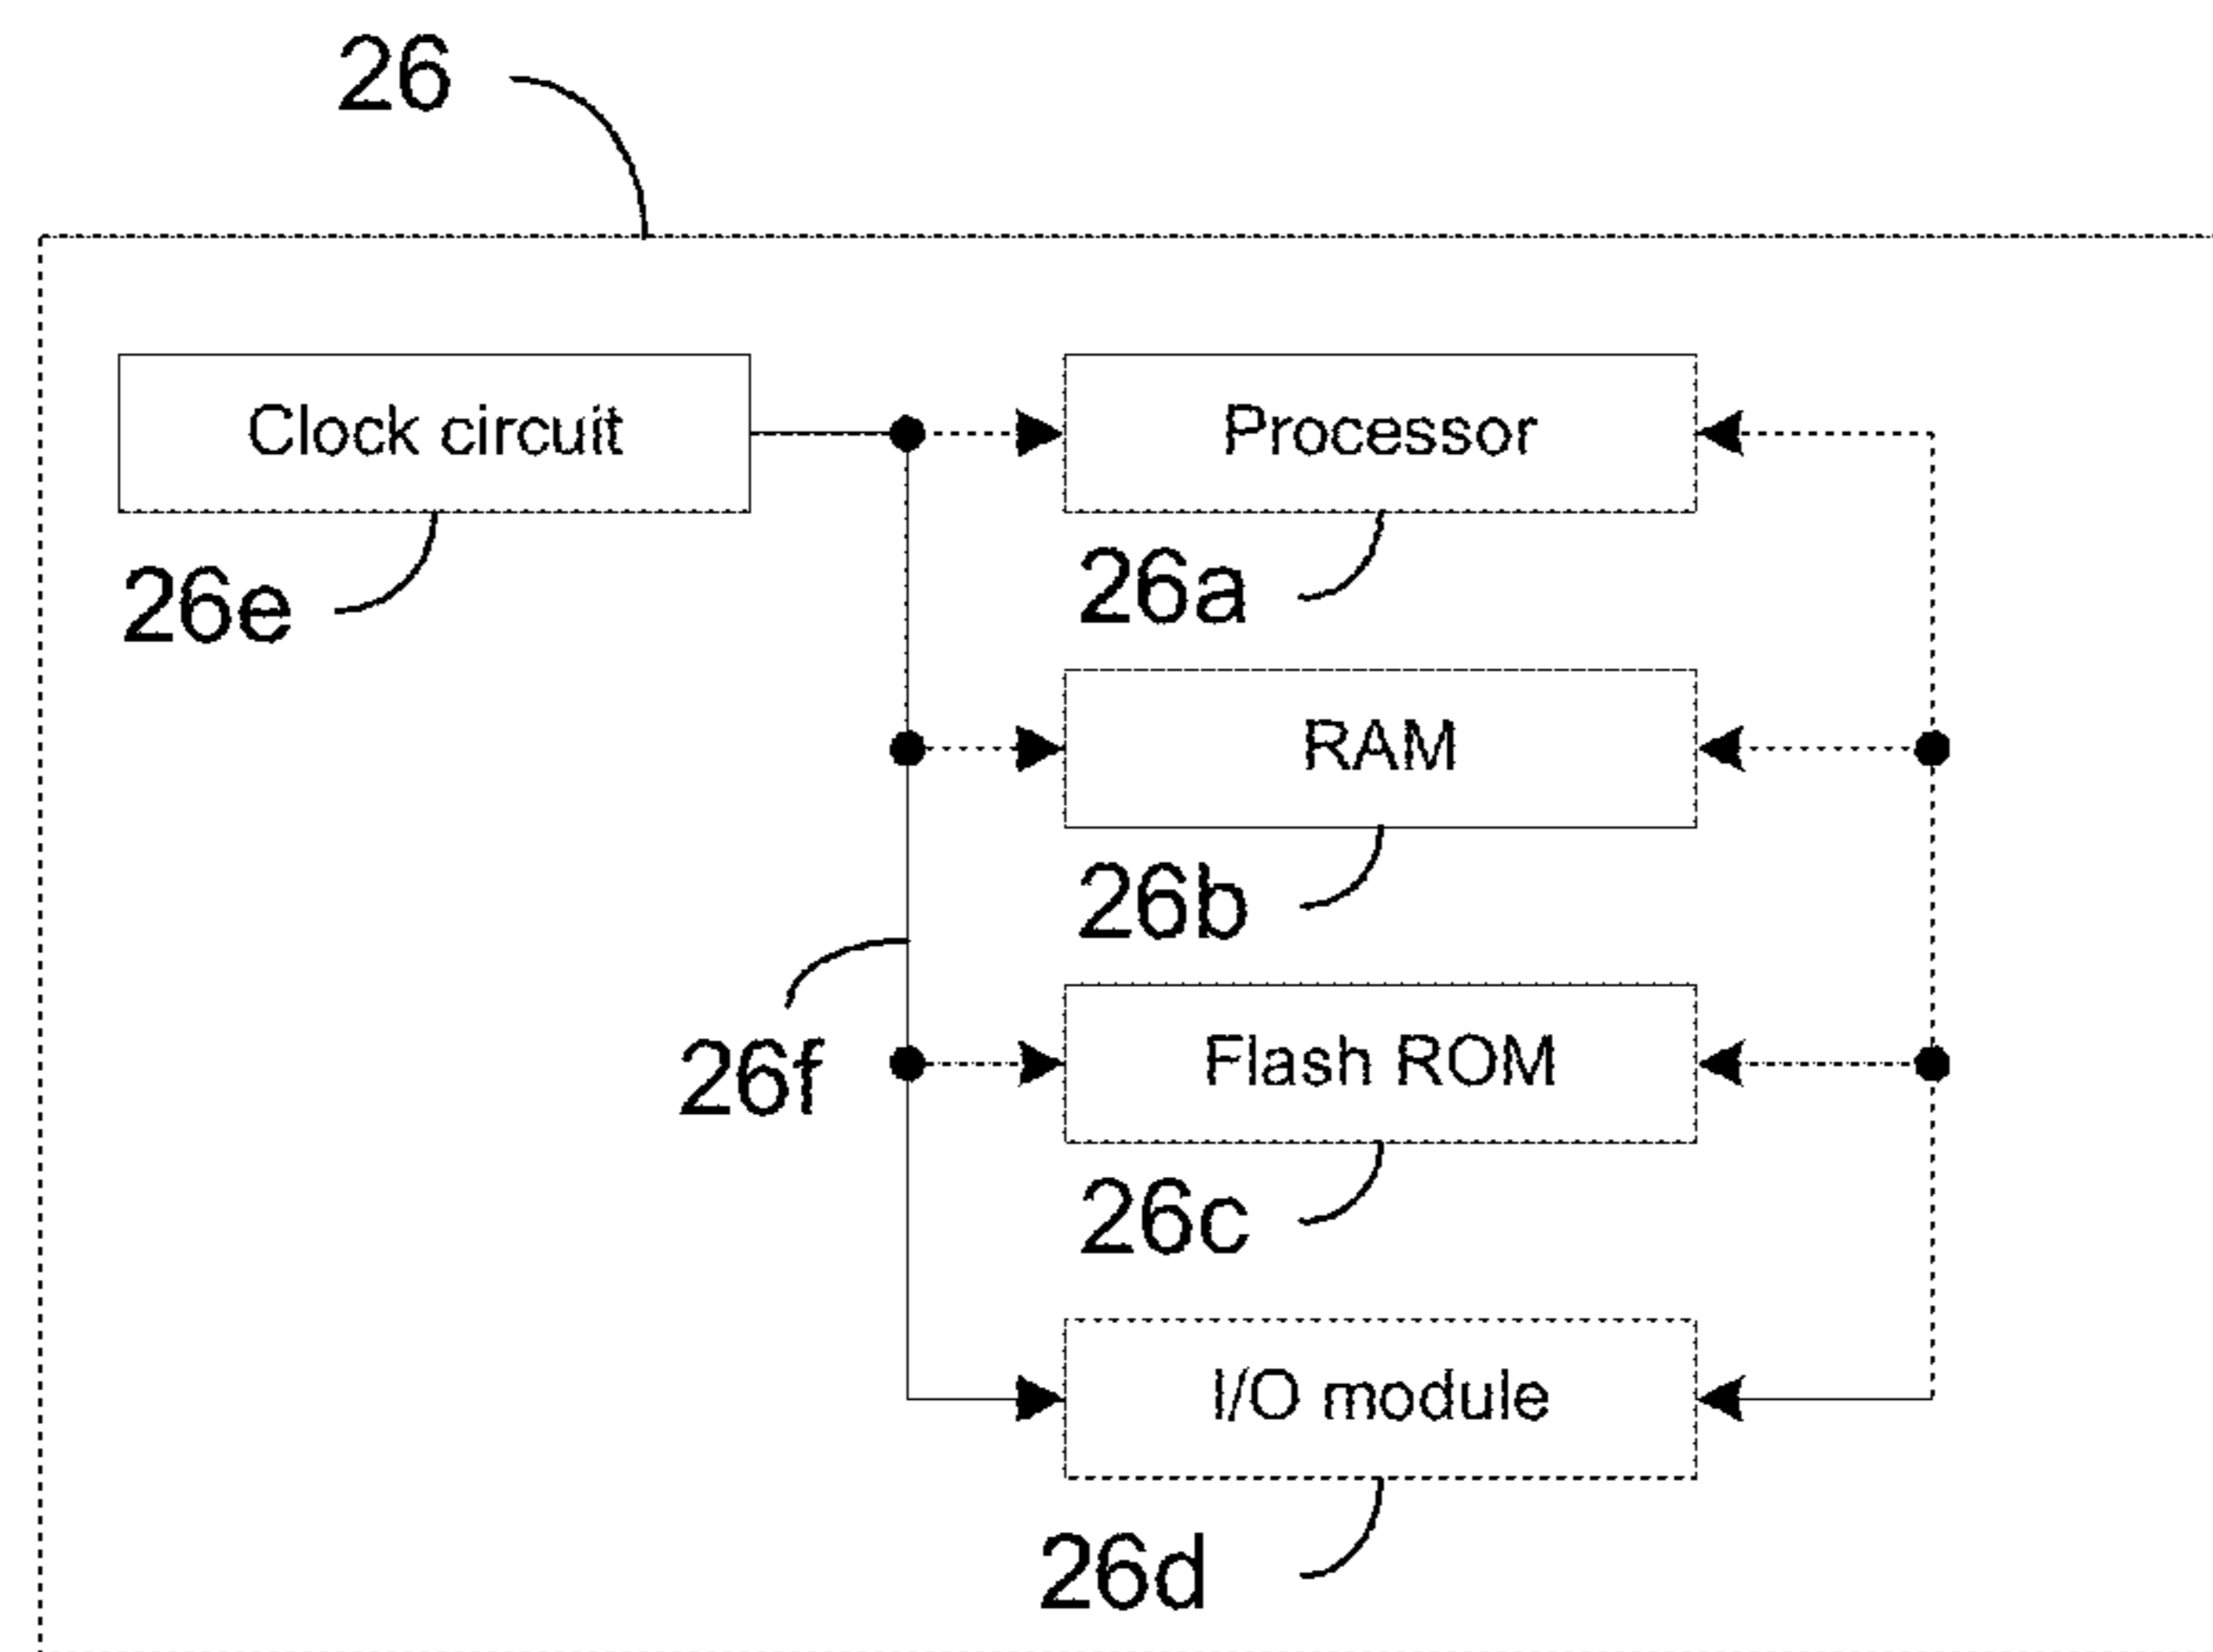 26
Clock circuit
Processor
26e
26a
RAM
26b
26f
Flash ROM
26c
I/O module
26d